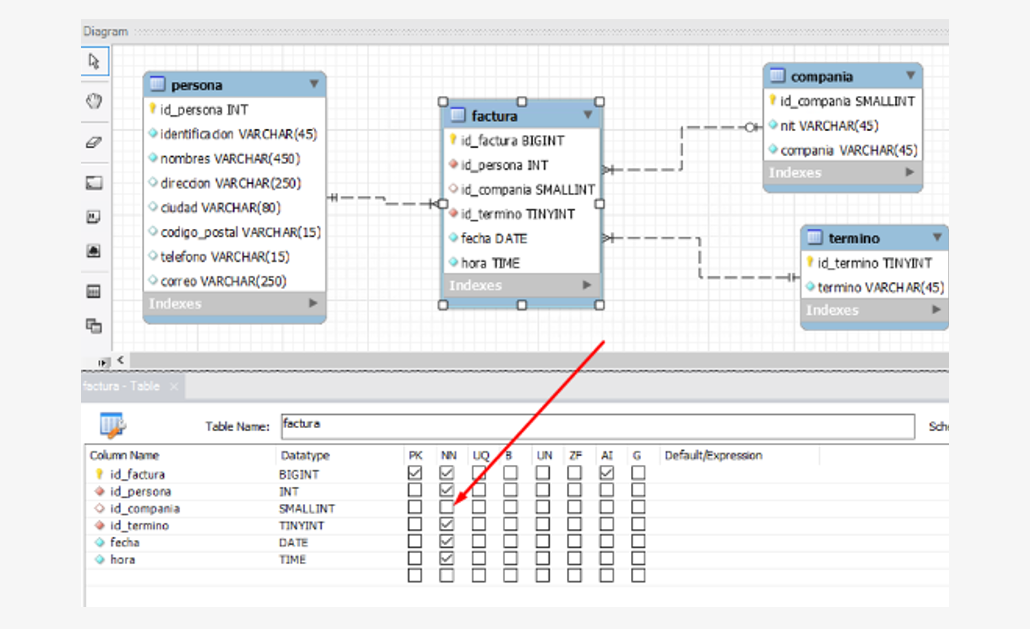 Diagram
persona
id_persona INT
identificacion VARCHAR(45)
nombres VARCHAR(450)
direccion VARCHAR(250)
ciudad VARCHAR(80)
codigo_postal VARCHAR(15)
telefono VARCHAR(15)
correo VARCHAR(250)
Indexes
factura
id_factura BIGINT
id_persona INT
id_compania SMALLINT
id_termino TINYINT
fecha DATE
hora TIME
Indexes
compania
id_compania SMALLINT
nit VARCHAR(45)
compania VARCHAR(45)
Indexes
termino
id_termino TINYINT
termino VARCHAR(45)
Indexes
factura - Table
Table Name: factura Sch
Column Name Datatype PK NN UQ B UN ZF AI G Default/Expression
id_factura BIGINT
id_persona INT
id_compania SMALLINT
id_termino TINYINT
fecha DATE
hora TIME